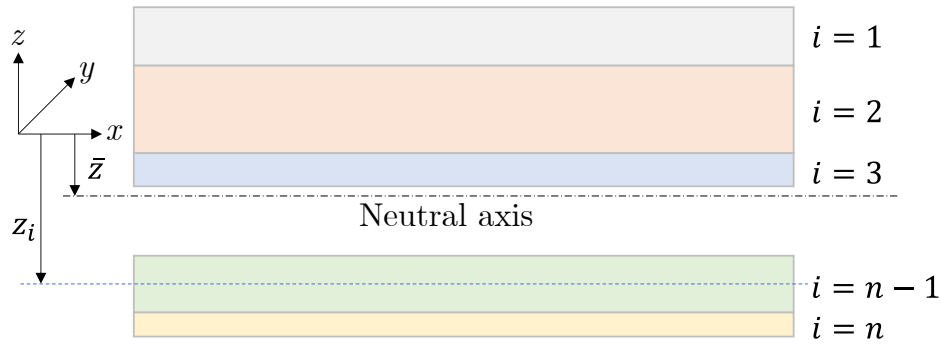 i = 1
z
y
i = 2
x
z̄
i = 3
Neutral axis
z_i
i = n − 1
i = n